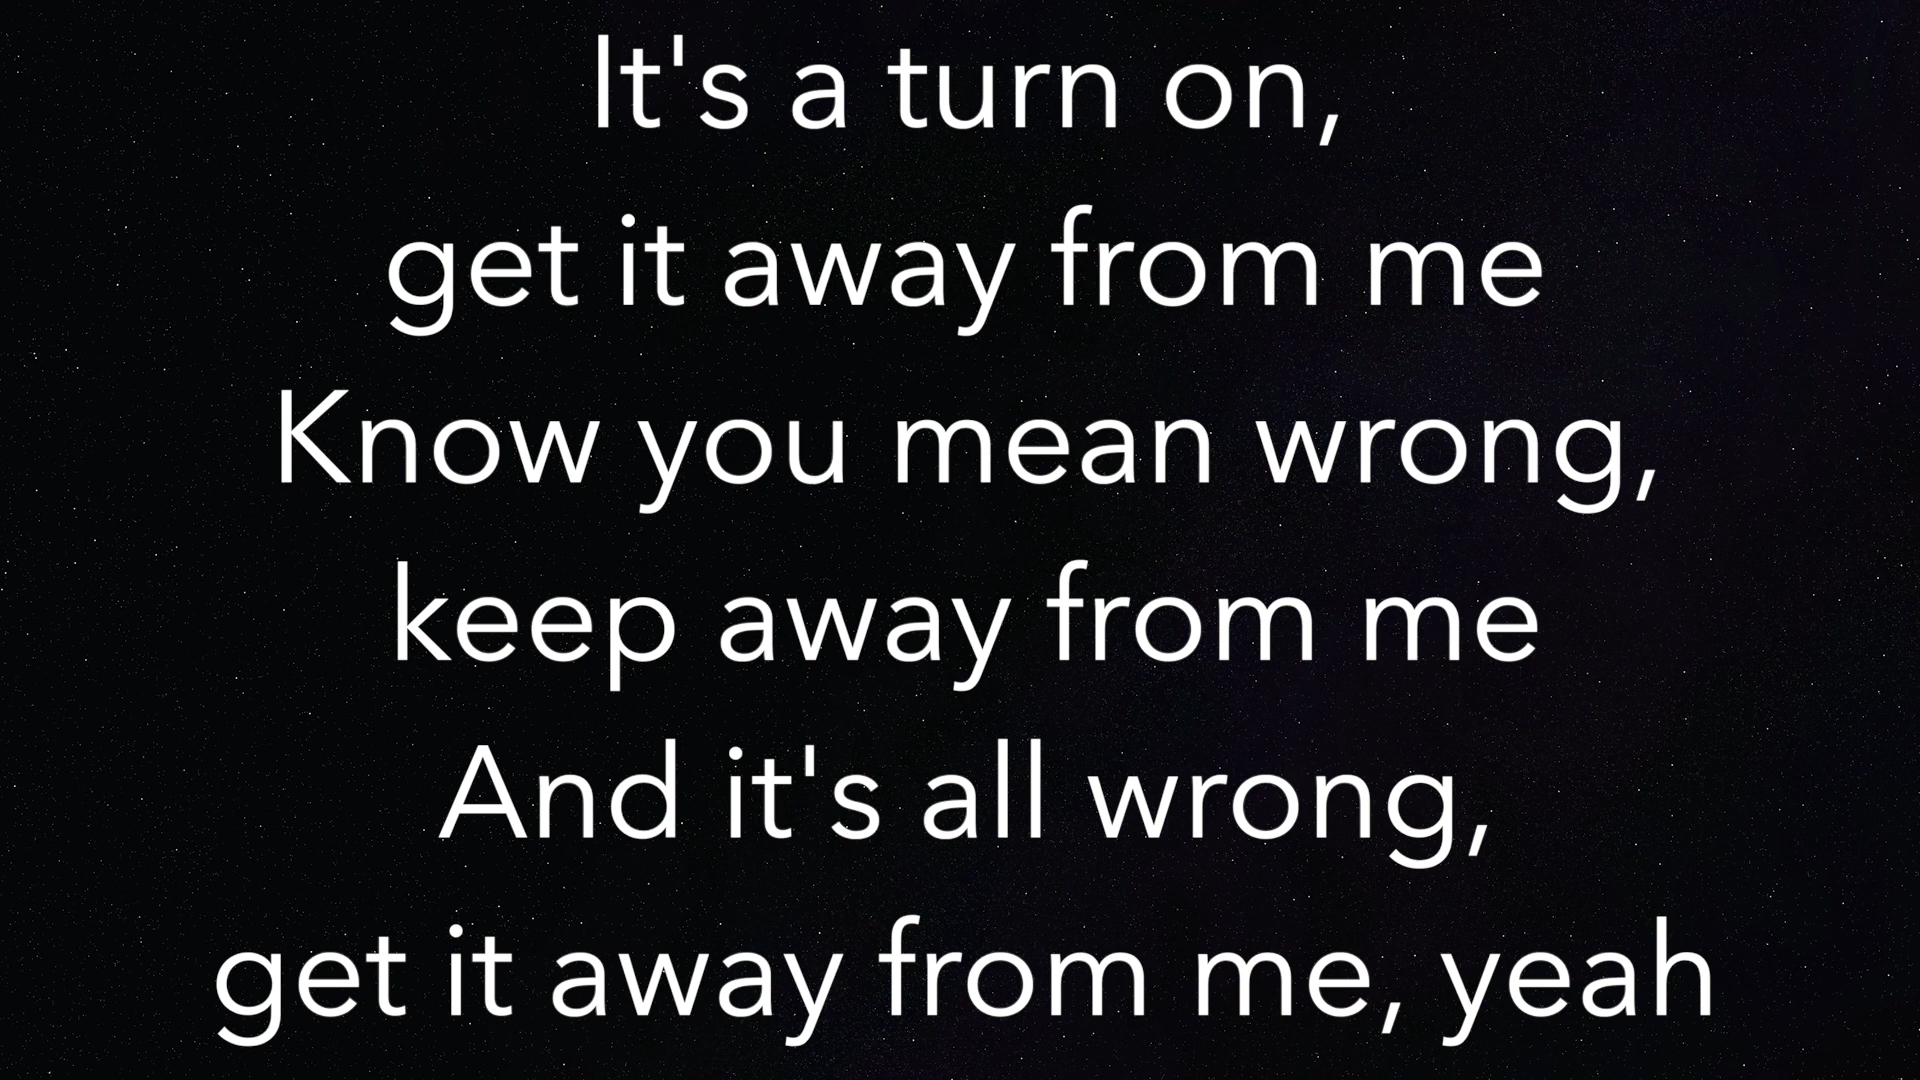 It's a turn on,
get it away from me
Know you mean wrong,
keep away from me
And it's all wrong,
get it away from me, yeah